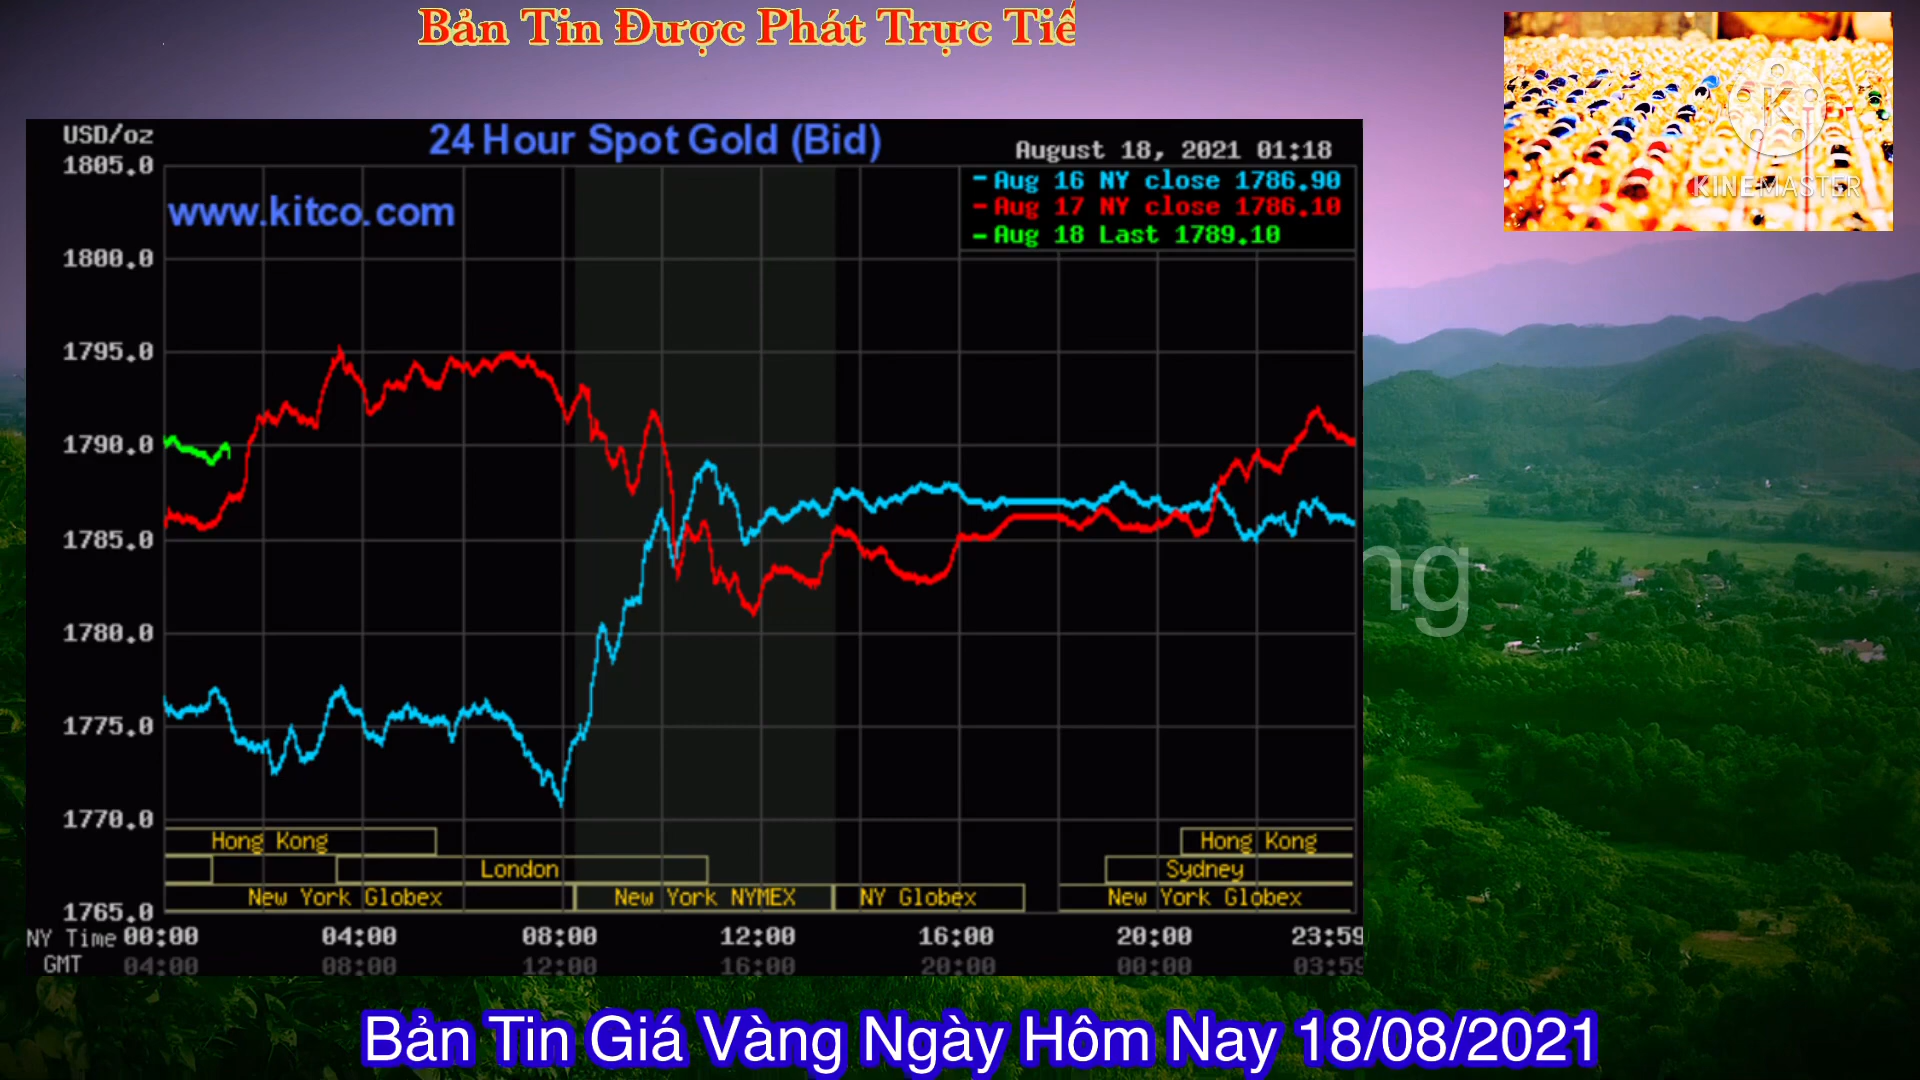 Bản Tin Được Phát Trực Tiế
KINEMASTER
USD/oz
24 Hour Spot Gold (Bid)
August 18, 2021 01:18
1805.0
www.kitco.com
Aug 16 NY close 1786.90
Aug 17 NY close 1786.10
Aug 18 Last 1789.10
1800.0
1795.0
1790.0
1785.0
ng
1780.0
1775.0
1770.0
Hong Kong
Hong Kong
London
Sydney
New York Globex
New York NYMEX
NY Globex
New York Globex
1765.0
NY Time 00:00 04:00 08:00 12:00 16:00 20:00 23:59
GMT 04:00 08:00 12:00 16:00 20:00 00:00 03:59
Bản Tin Giá Vàng Ngày Hôm Nay 18/08/2021